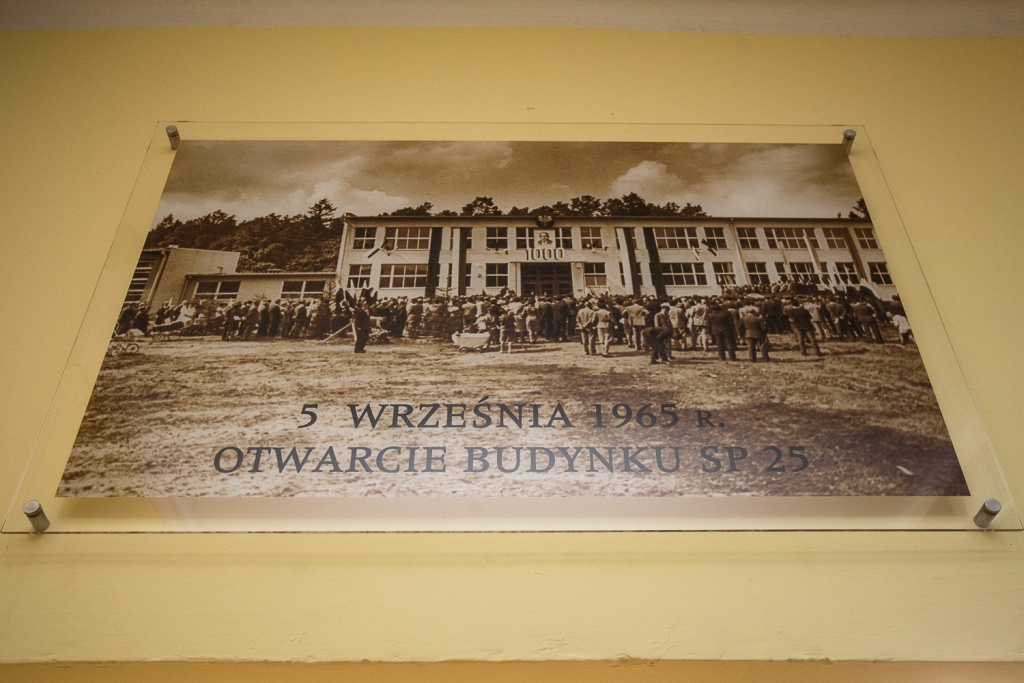 1000
5 WRZEŚNIA 1965 R.
OTWARCIE BUDYNKU SP 25